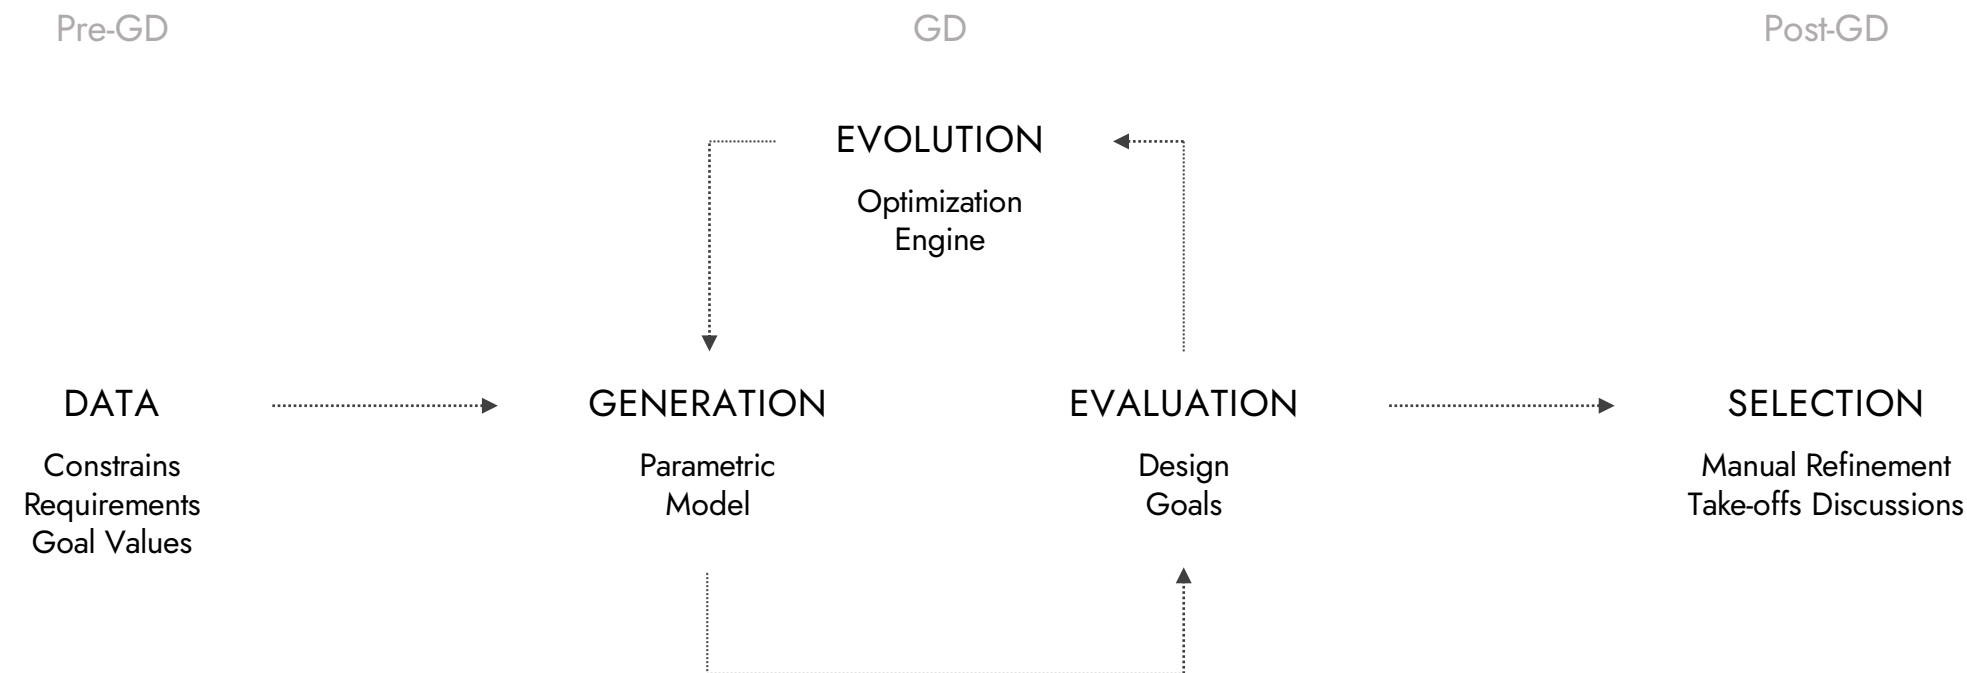 Pre-GD
GD
Post-GD
EVOLUTION
Optimization
Engine
DATA
Constrains
Requirements
Goal Values
GENERATION
Parametric
Model
EVALUATION
Design
Goals
SELECTION
Manual Refinement
Take-offs Discussions